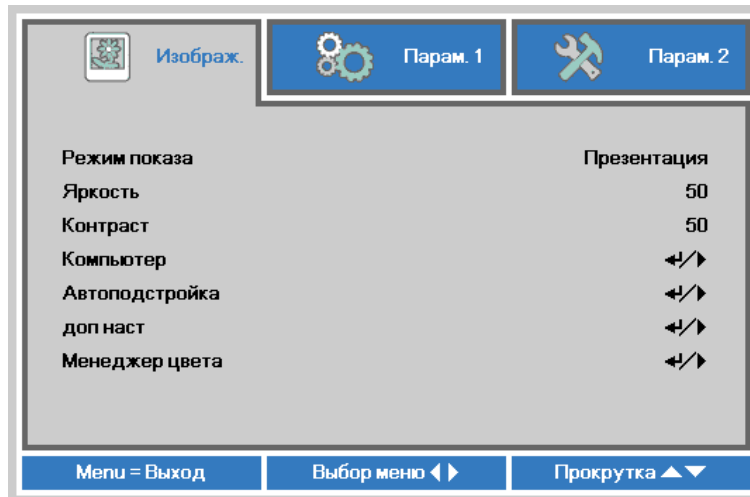 Изображ. Парам. 1 Парам. 2
Режим показа Презентация
Яркость 50
Контраст 50
Компьютер ↵/▶
Автоподстройка ↵/▶
доп наст ↵/▶
Менеджер цвета ↵/▶
Menu = Выход Выбор меню ◀ ▶ Прокрутка ▲▼